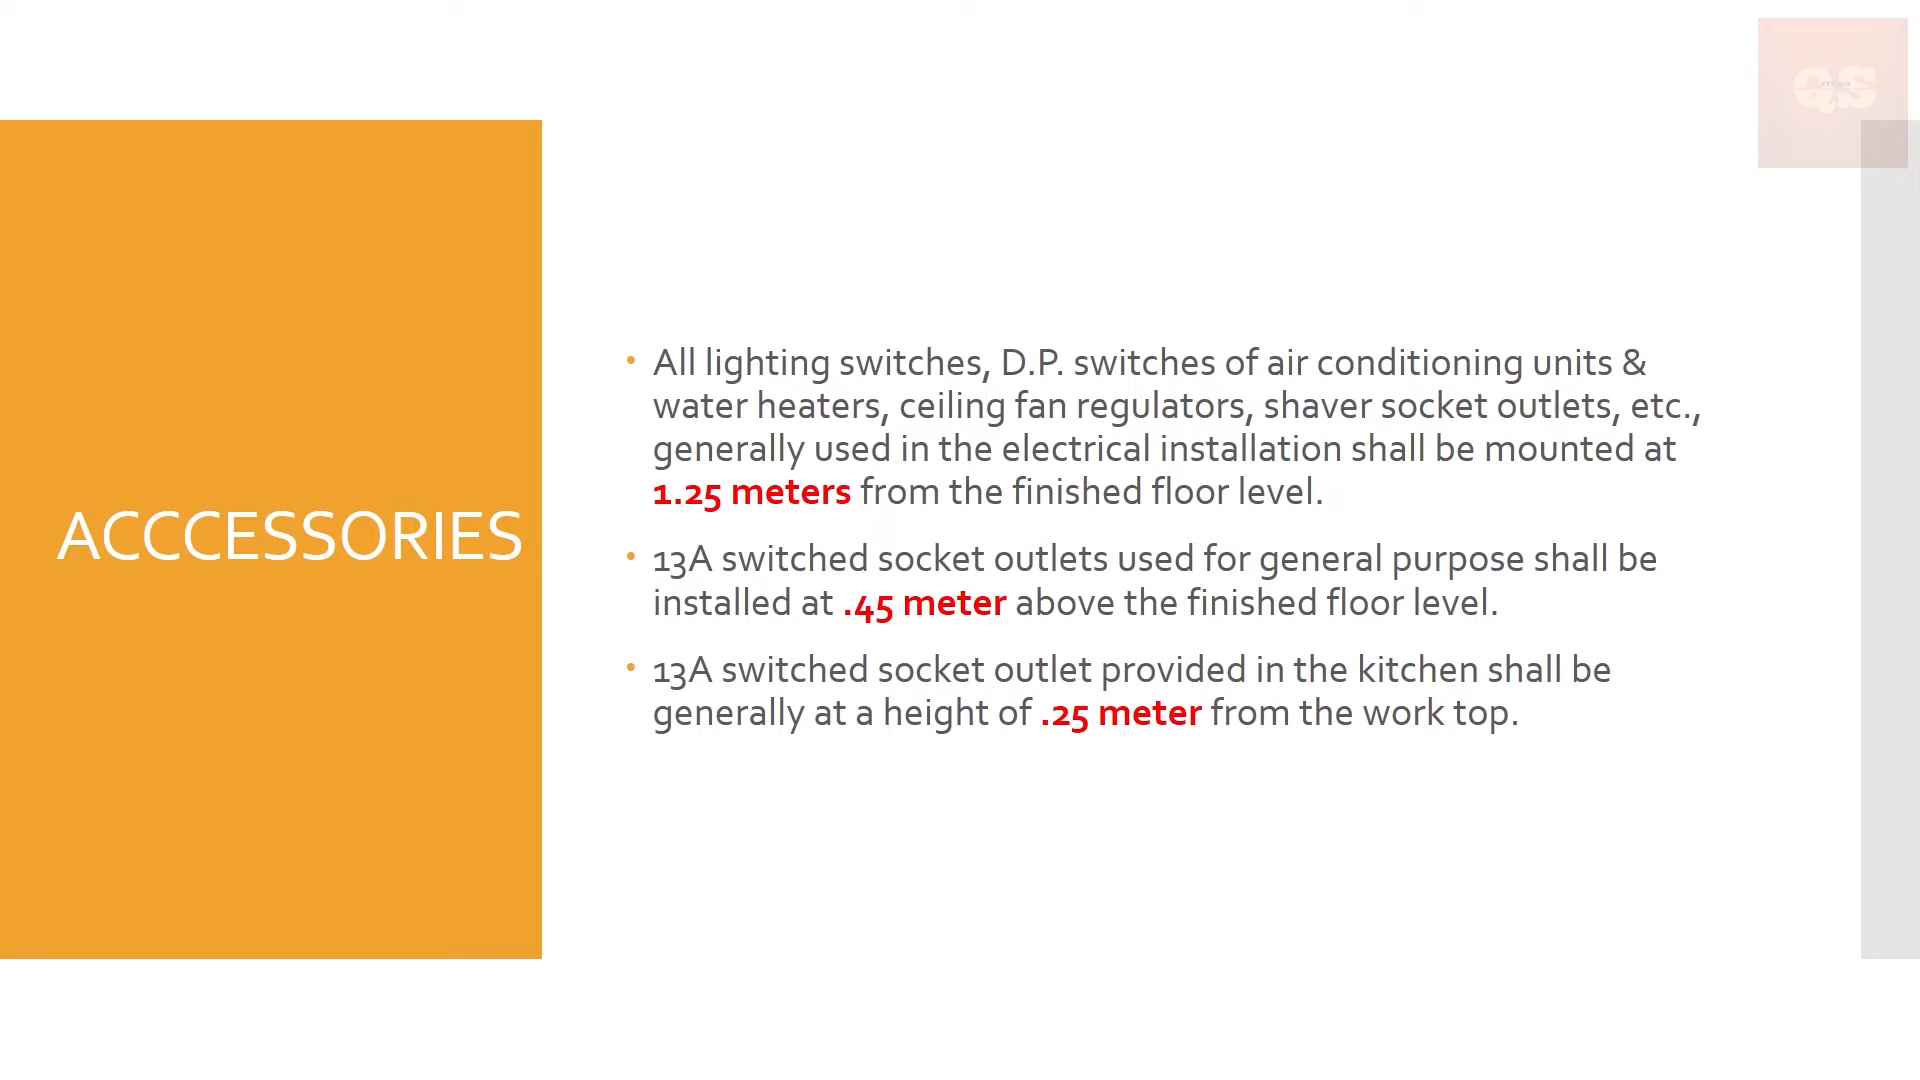 QS
ACCCESSORIES
• All lighting switches, D.P. switches of air conditioning units &
water heaters, ceiling fan regulators, shaver socket outlets, etc.,
generally used in the electrical installation shall be mounted at
1.25 meters from the finished floor level.
• 13A switched socket outlets used for general purpose shall be
installed at .45 meter above the finished floor level.
• 13A switched socket outlet provided in the kitchen shall be
generally at a height of .25 meter from the work top.